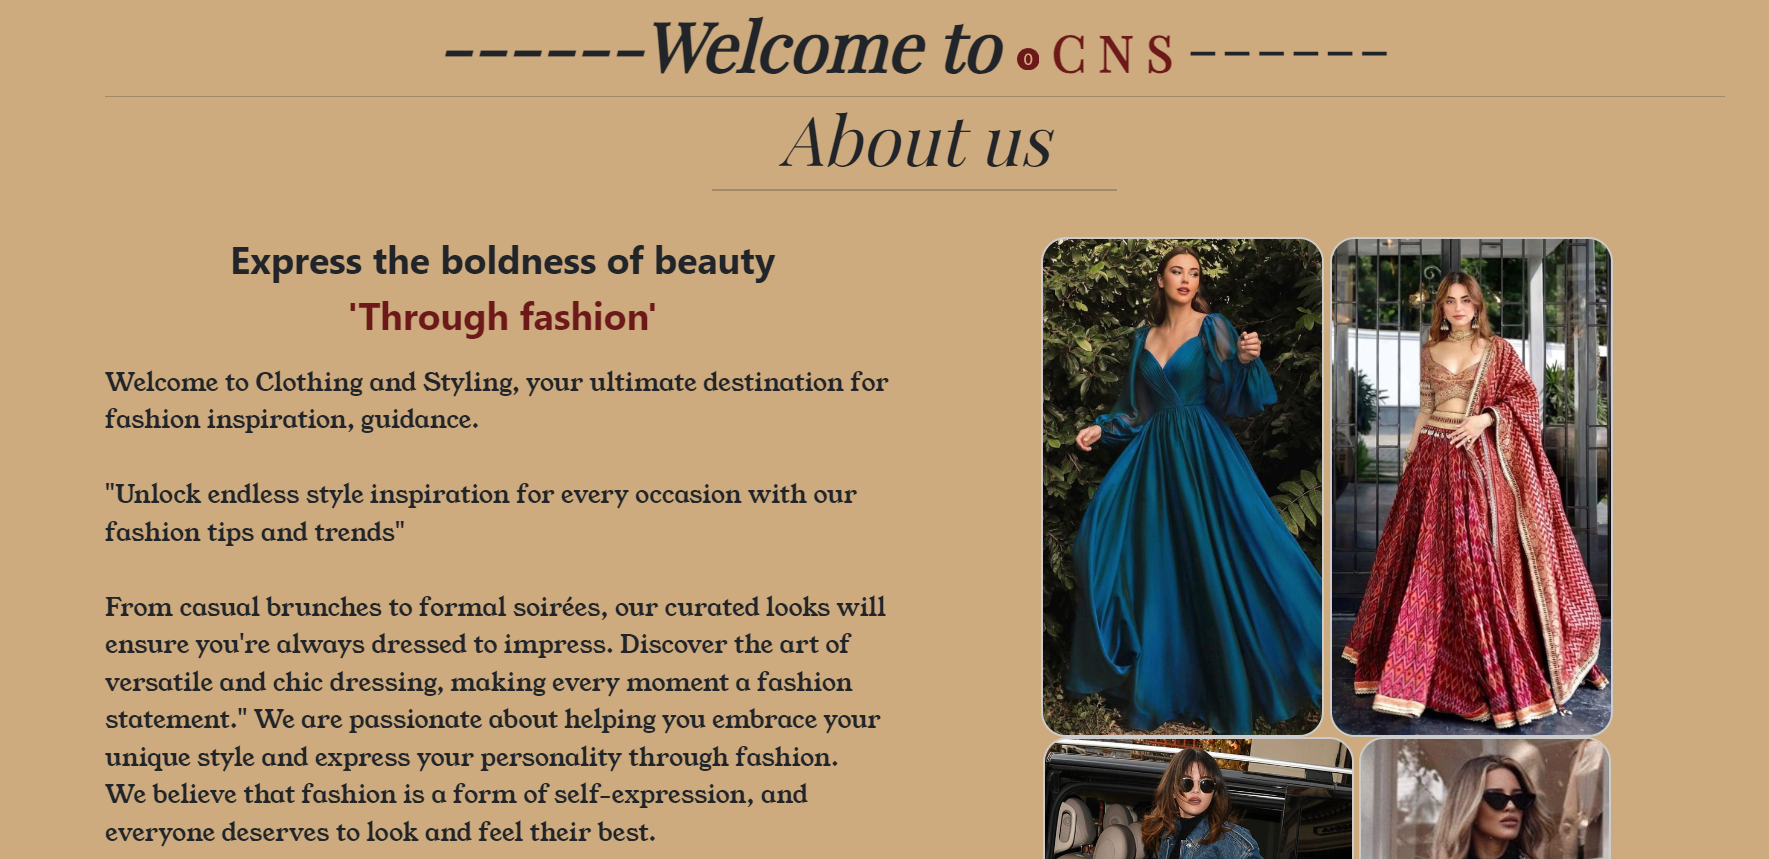 ------Welcome to 0 C N S ------
About us
Express the boldness of beauty
'Through fashion'
Welcome to Clothing and Styling, your ultimate destination for
fashion inspiration, guidance.
"Unlock endless style inspiration for every occasion with our
fashion tips and trends"
From casual brunches to formal soirées, our curated looks will
ensure you're always dressed to impress. Discover the art of
versatile and chic dressing, making every moment a fashion
statement." We are passionate about helping you embrace your
unique style and express your personality through fashion.
We believe that fashion is a form of self-expression, and
everyone deserves to look and feel their best.